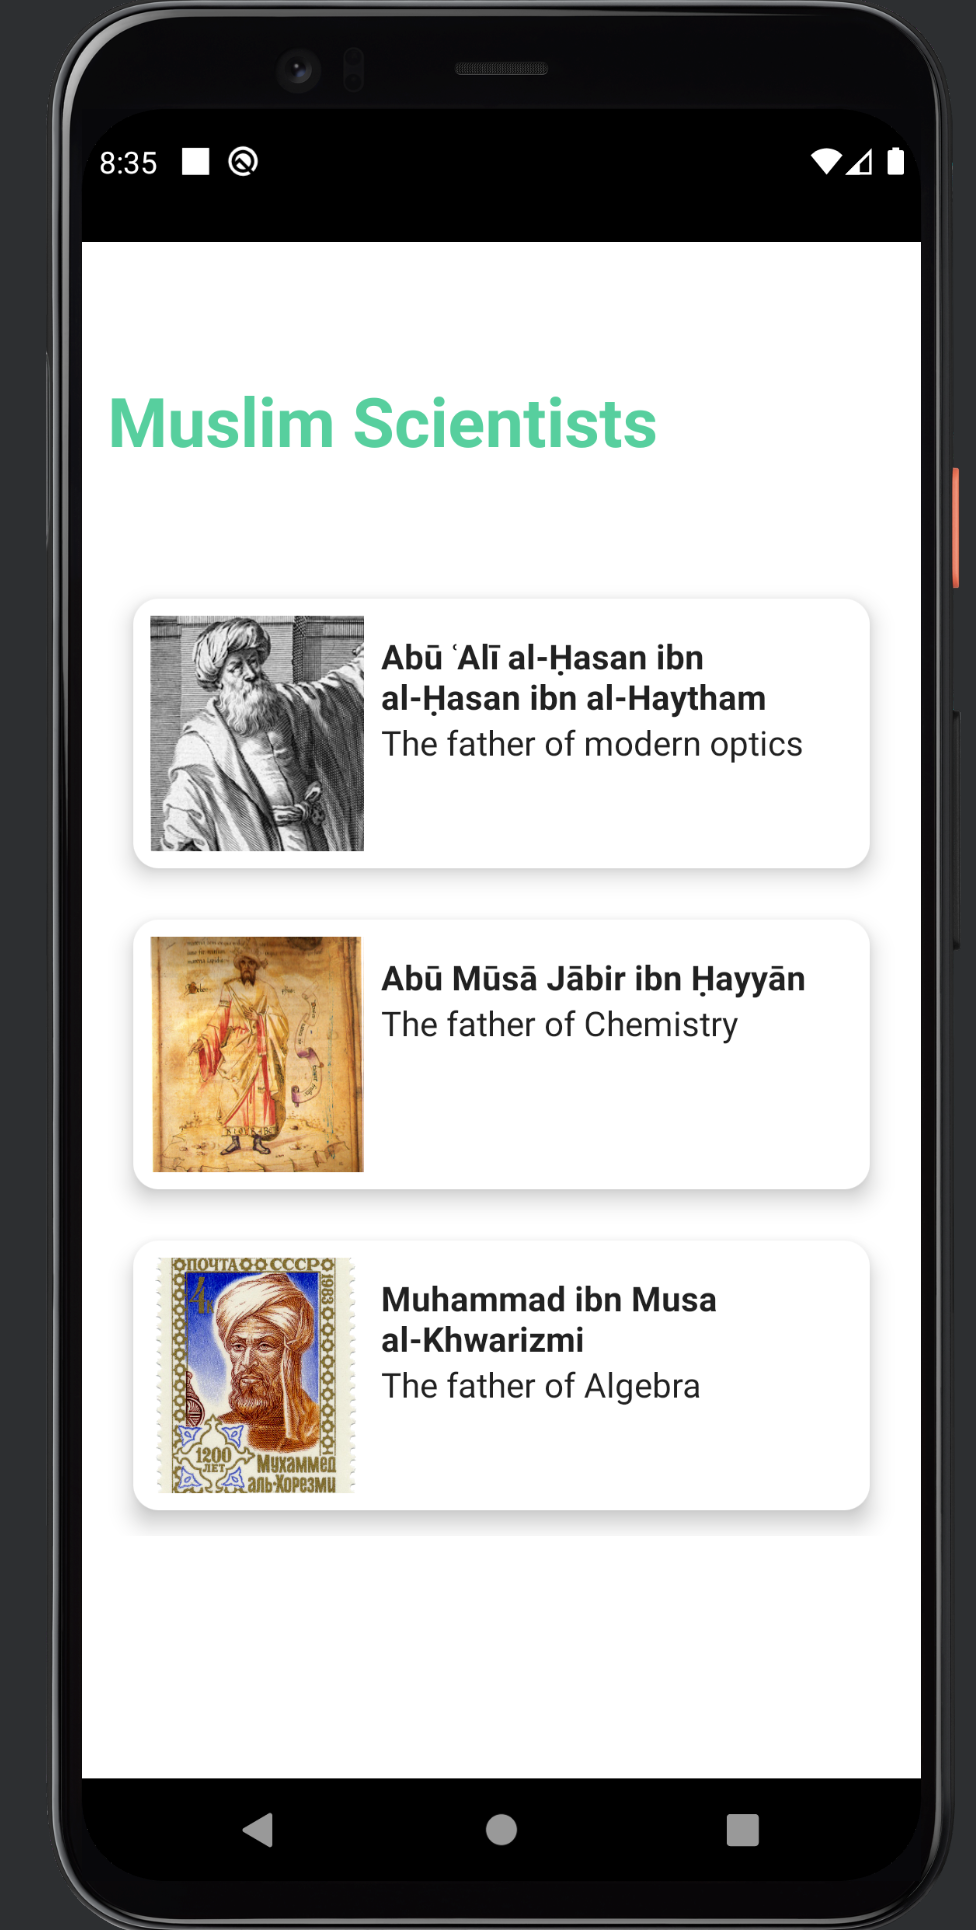 8:35
Muslim Scientists
Abū ʿAlī al-Ḥasan ibn
al-Ḥasan ibn al-Haytham
The father of modern optics
Abū Mūsā Jābir ibn Ḥayyān
The father of Chemistry
ПОЧТА СССР
1983
4к
1200
ЛЕТ
Мухаммед
аль-Хорезми
Muhammad ibn Musa
al-Khwarizmi
The father of Algebra